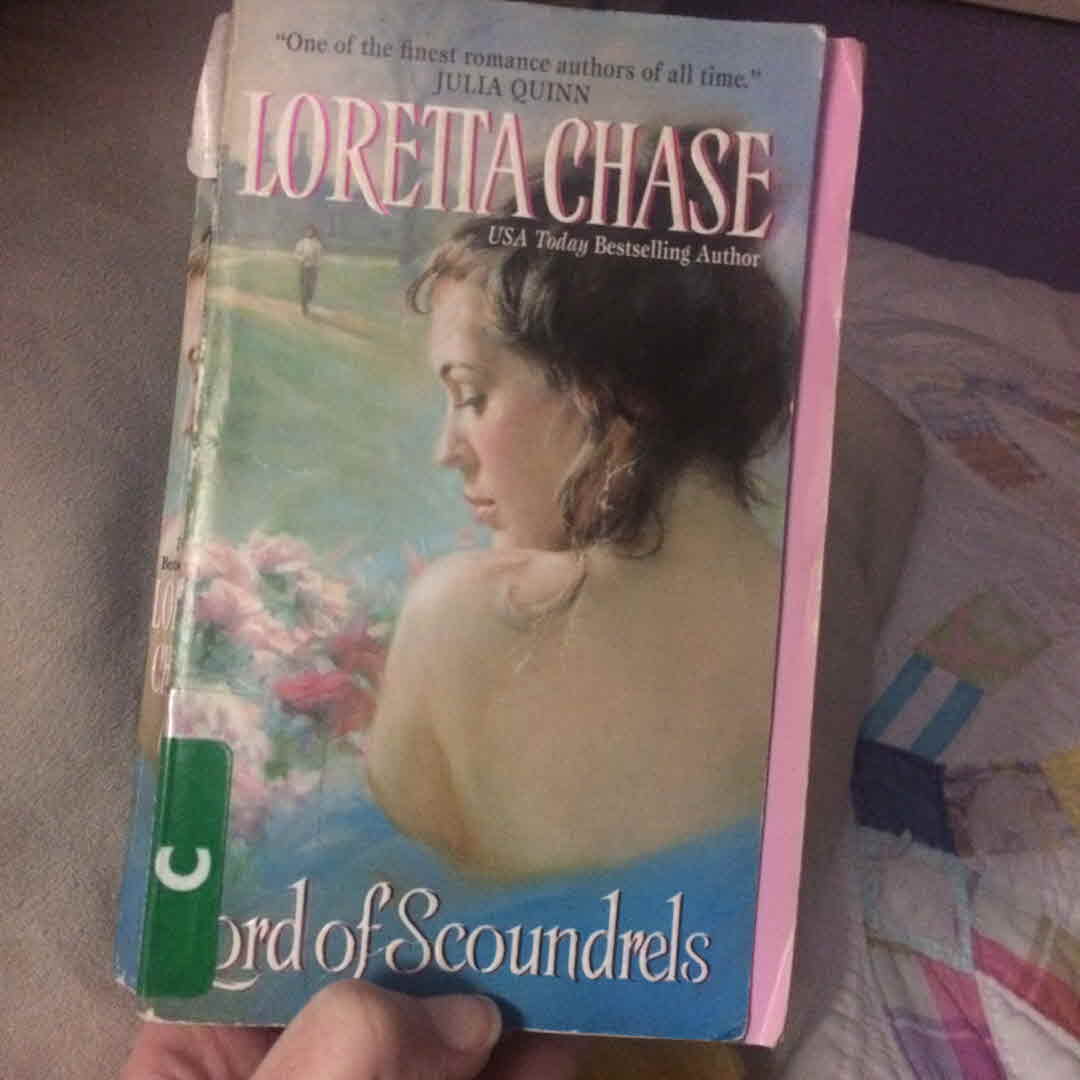 “One of the finest romance authors of all time.”
JULIA QUINN
LORETTA CHASE
USA Today Bestselling Author
C
ord of Scoundrels